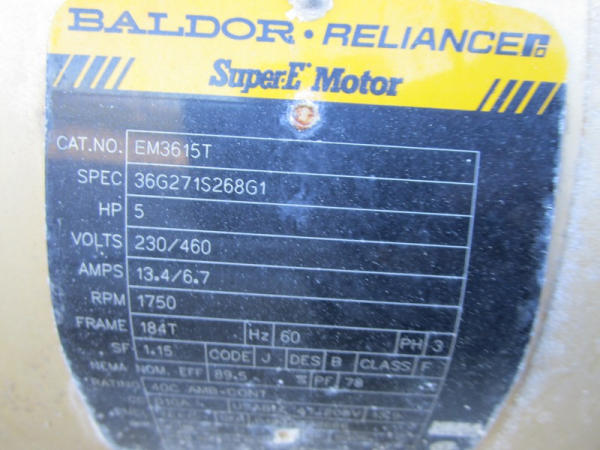 BALDOR • RELIANCE
Super-E Motor
CAT.NO. EM3615T
SPEC 36G271S268G1
HP 5
VOLTS 230/460
AMPS 13.4/6.7
RPM 1750
FRAME 184T Hz 60 PH 3
SF 1.15 CODE J DES B CLASS F
NEMA NOM. EFF 89.5 % PF 78
RATING 40C AMB-CONT